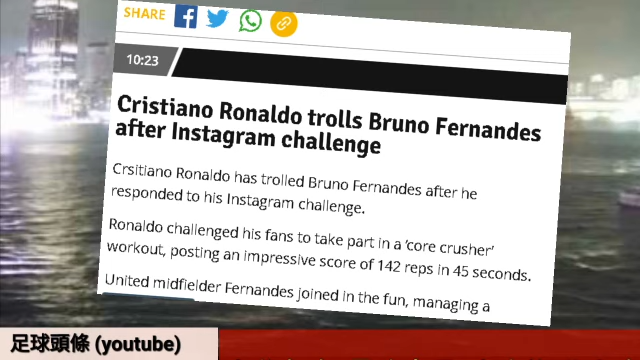 SHARE
10:23
Cristiano Ronaldo trolls Bruno Fernandes
after Instagram challenge
Crsitiano Ronaldo has trolled Bruno Fernandes after he
responded to his Instagram challenge.
Ronaldo challenged his fans to take part in a 'core crusher'
workout, posting an impressive score of 142 reps in 45 seconds.
United midfielder Fernandes joined in the fun, managing a
足球頭條 (youtube)